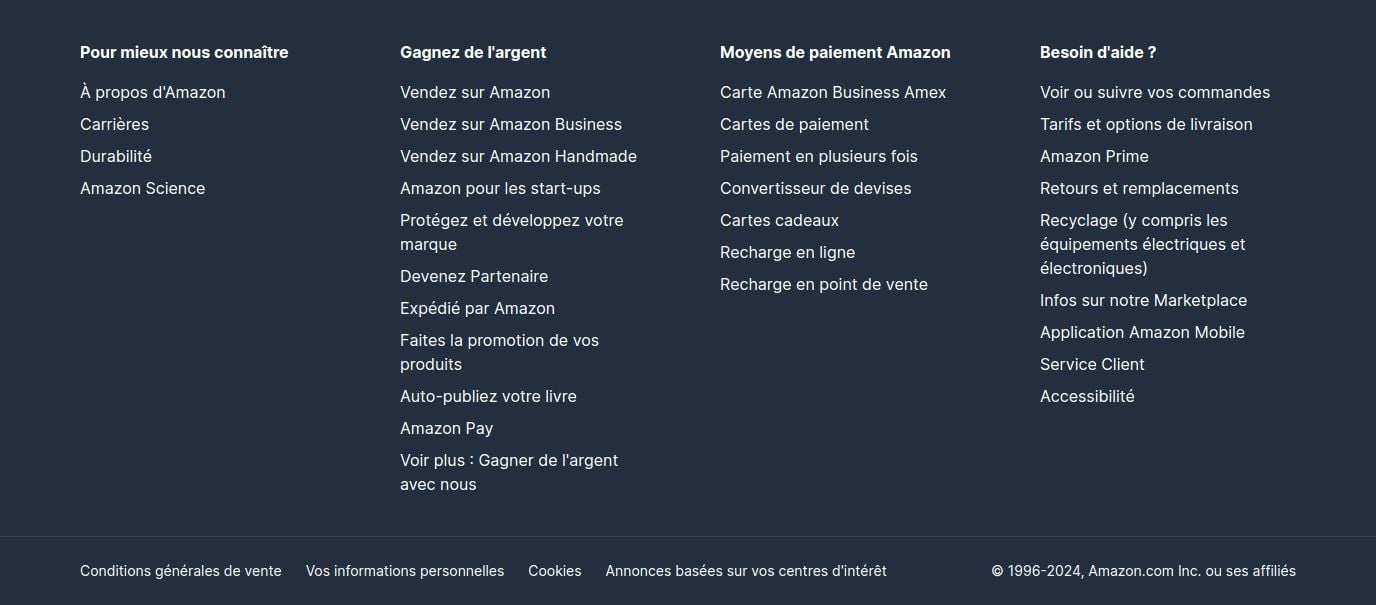 Pour mieux nous connaître
À propos d'Amazon
Carrières
Durabilité
Amazon Science
Gagnez de l'argent
Vendez sur Amazon
Vendez sur Amazon Business
Vendez sur Amazon Handmade
Amazon pour les start-ups
Protégez et développez votre
marque
Devenez Partenaire
Expédié par Amazon
Faites la promotion de vos
produits
Auto-publiez votre livre
Amazon Pay
Voir plus : Gagner de l'argent
avec nous
Moyens de paiement Amazon
Carte Amazon Business Amex
Cartes de paiement
Paiement en plusieurs fois
Convertisseur de devises
Cartes cadeaux
Recharge en ligne
Recharge en point de vente
Besoin d'aide ?
Voir ou suivre vos commandes
Tarifs et options de livraison
Amazon Prime
Retours et remplacements
Recyclage (y compris les
équipements électriques et
électroniques)
Infos sur notre Marketplace
Application Amazon Mobile
Service Client
Accessibilité
Conditions générales de vente
Vos informations personnelles
Cookies
Annonces basées sur vos centres d'intérêt
© 1996-2024, Amazon.com Inc. ou ses affiliés